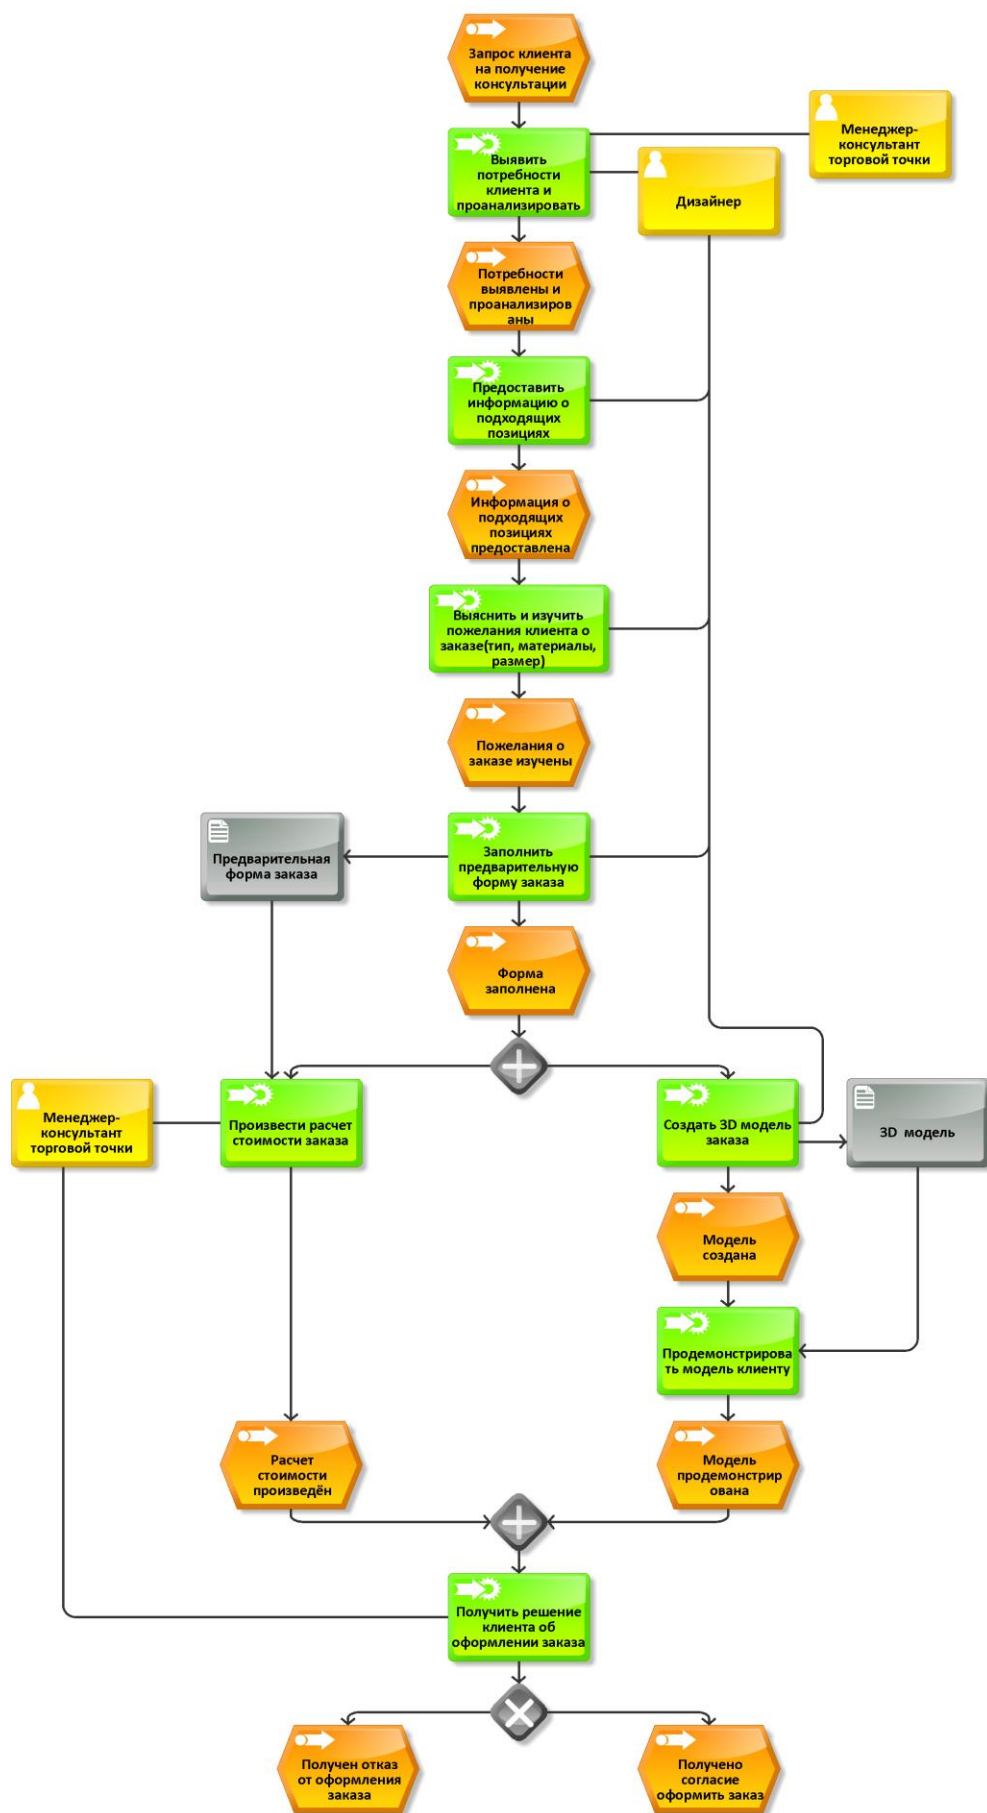 Запрос клиента
на получение
консультации
Менеджер-
консультант
торговой точки
Выявить
потребности
клиента и
проанализировать
Дизайнер
Потребности
выявлены и
проанализиров
аны
Предоставить
информацию о
подходящих
позициях
Информация о
подходящих
позициях
предоставлена
Выяснить и изучить
пожелания клиента о
заказе(тип, материалы,
размер)
Пожелания о
заказе изучены
Предварительная
форма заказа
Заполнить
предварительную
форму заказа
Форма
заполнена
Менеджер-
консультант
торговой точки
Произвести расчет
стоимости заказа
Создать 3D модель
заказа
3D модель
Модель
создана
Продемонстрирова
ть модель клиенту
Расчет
стоимости
произведён
Модель
продемонстрир
ована
Получить решение
клиента об
оформлении заказа
Получен отказ
от оформления
заказа
Получено
согласие
оформить заказ